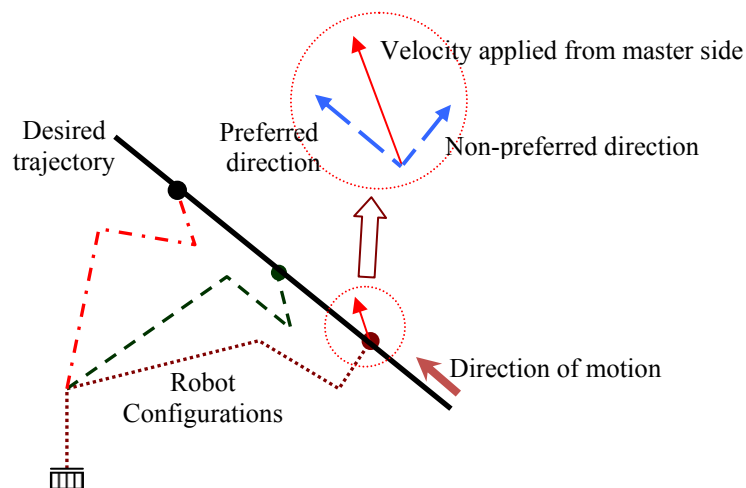 Velocity applied from master side
Desired
trajectory
Preferred
direction
Non-preferred direction
Direction of motion
Robot
Configurations